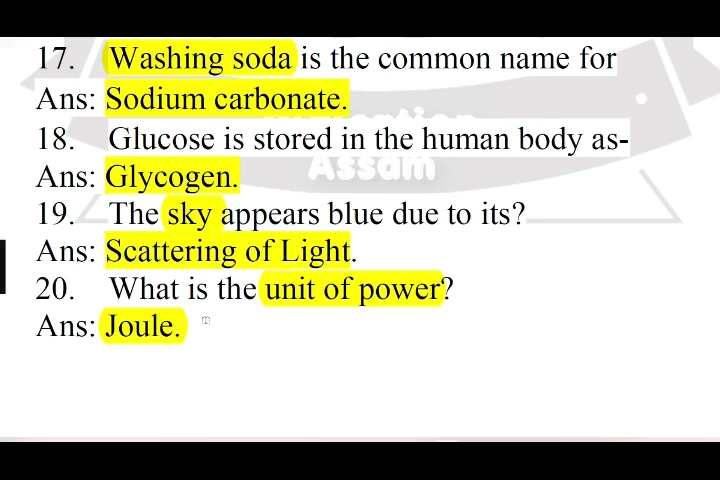 17. Washing soda is the common name for
Ans: Sodium carbonate.
18. Glucose is stored in the human body as-
Ans: Glycogen.
Assam
19. The sky appears blue due to its?
Ans: Scattering of Light.
20. What is the unit of power?
Ans: Joule.